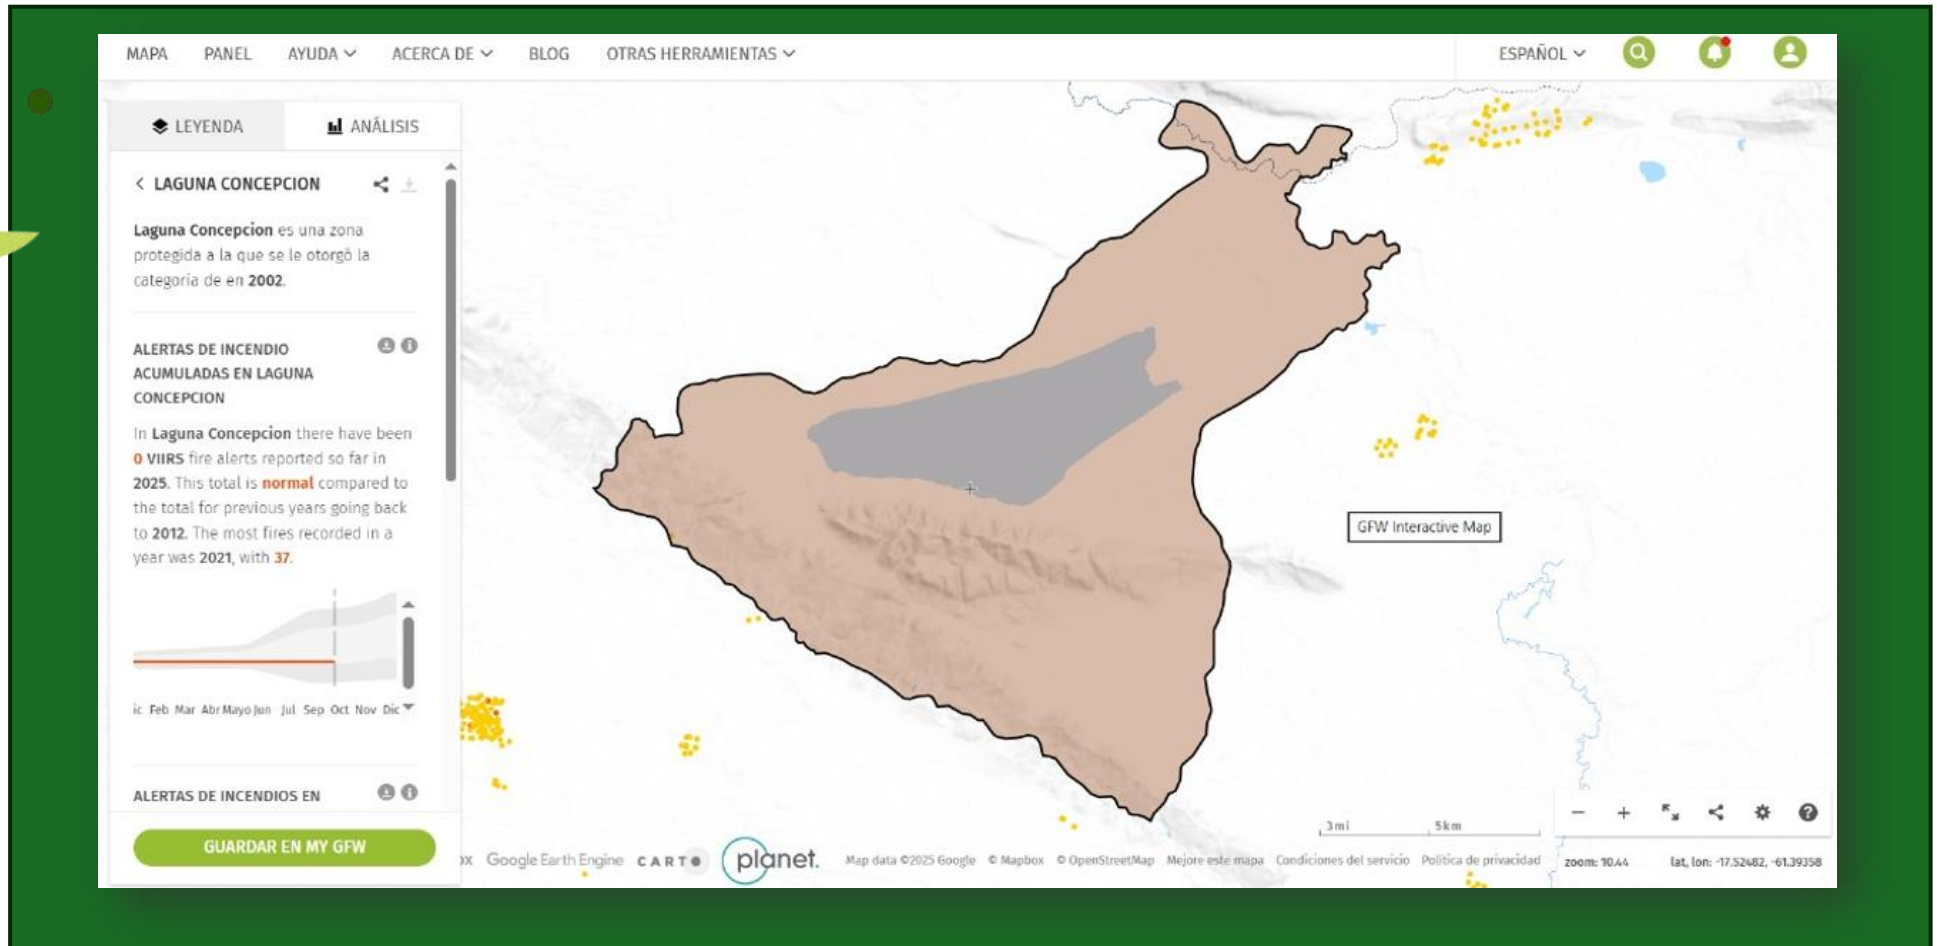 MAPA PANEL AYUDA ACERCA DE BLOG OTRAS HERRAMIENTAS ESPAÑOL
LEYENDA ANÁLISIS
LAGUNA CONCEPCION
Laguna Concepcion es una zona
protegida a la que se le otorgó la
categoría de en 2002.
ALERTAS DE INCENDIO
ACUMULADAS EN LAGUNA
CONCEPCION
In Laguna Concepcion there have been
0 VIIRS fire alerts reported so far in
2025. This total is normal compared to
the total for previous years going back
to 2012. The most fires recorded in a
year was 2021, with 37.
ic Feb Mar Abr Mayo Jun Jul Sep Oct Nov Dic
ALERTAS DE INCENDIOS EN
GUARDAR EN MY GFW
GFW Interactive Map
3mi 5km
ox Google Earth Engine CARTO planet. Map data ©2025 Google © Mapbox © OpenStreetMap Mejore este mapa Condiciones del servicio Política de privacidad
zoom: 10.44 lat, lon: -17.52482, -61.39358